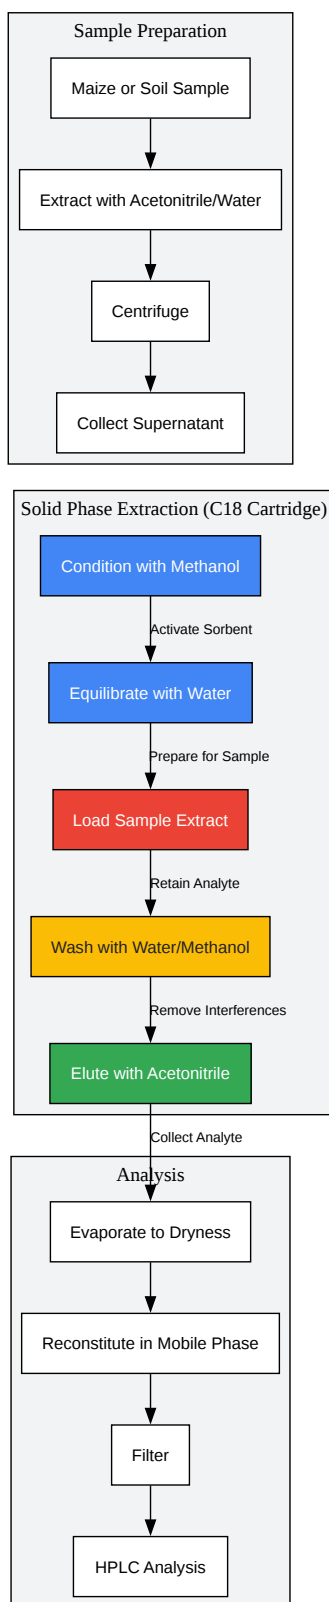 Sample Preparation
Maize or Soil Sample
Extract with Acetonitrile/Water
Centrifuge
Collect Supernatant
Solid Phase Extraction (C18 Cartridge)
Condition with Methanol
Activate Sorbent
Equilibrate with Water
Prepare for Sample
Load Sample Extract
Retain Analyte
Wash with Water/Methanol
Remove Interferences
Elute with Acetonitrile
Collect Analyte
Analysis
Evaporate to Dryness
Reconstitute in Mobile Phase
Filter
HPLC Analysis